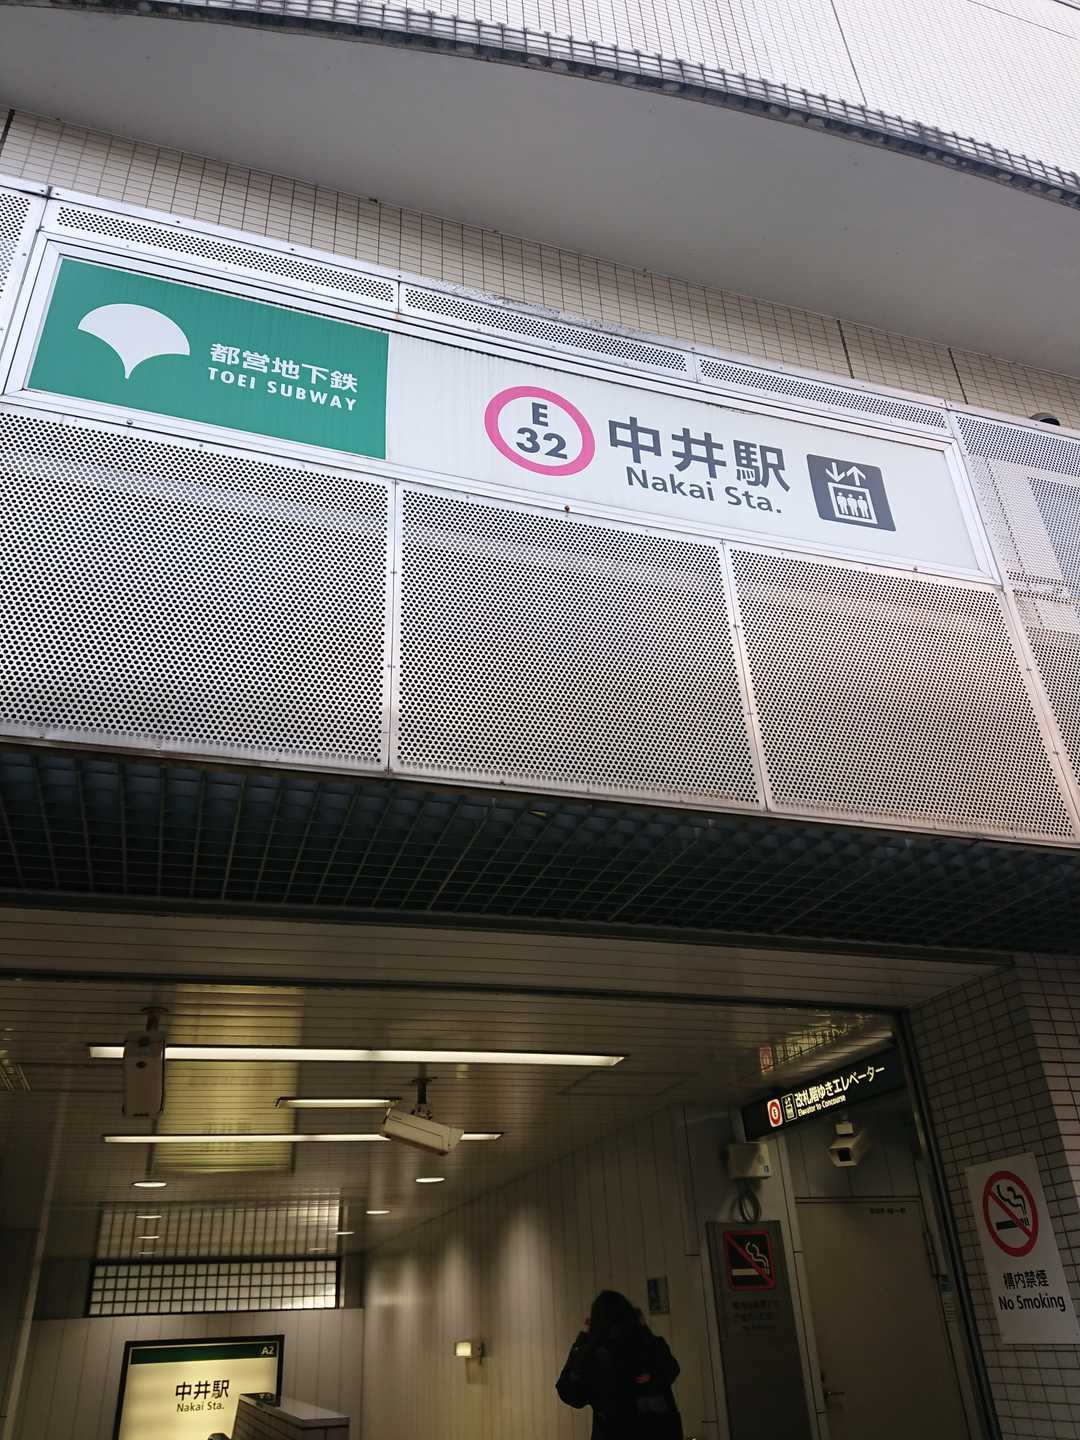 都営地下鉄
TOEI SUBWAY
E
32
中井駅
Nakai Sta.
E
改札階ゆきエレベーター
Elevator to Concourse
構内禁煙
No Smoking
A2
中井駅
Nakai Sta.